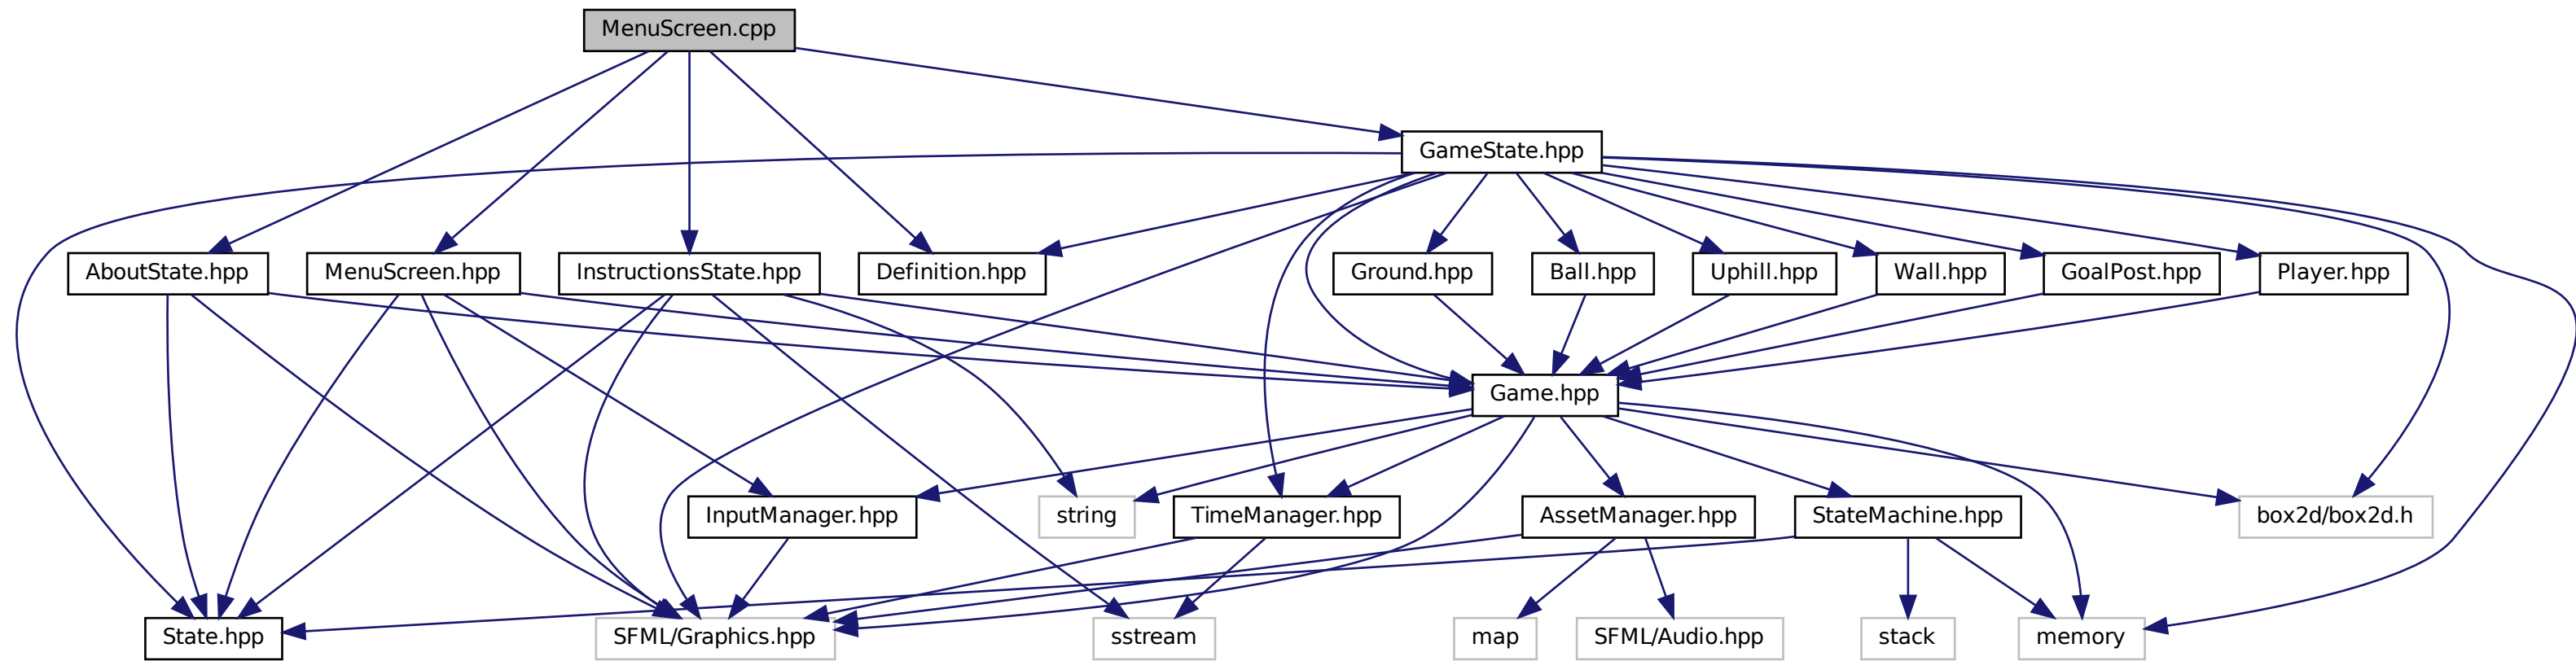 MenuScreen.cpp
GameState.hpp
AboutState.hpp
MenuScreen.hpp
InstructionsState.hpp
Definition.hpp
Ground.hpp
Ball.hpp
Uphill.hpp
Wall.hpp
GoalPost.hpp
Player.hpp
Game.hpp
InputManager.hpp
string
TimeManager.hpp
AssetManager.hpp
StateMachine.hpp
box2d/box2d.h
State.hpp
SFML/Graphics.hpp
sstream
map
SFML/Audio.hpp
stack
memory